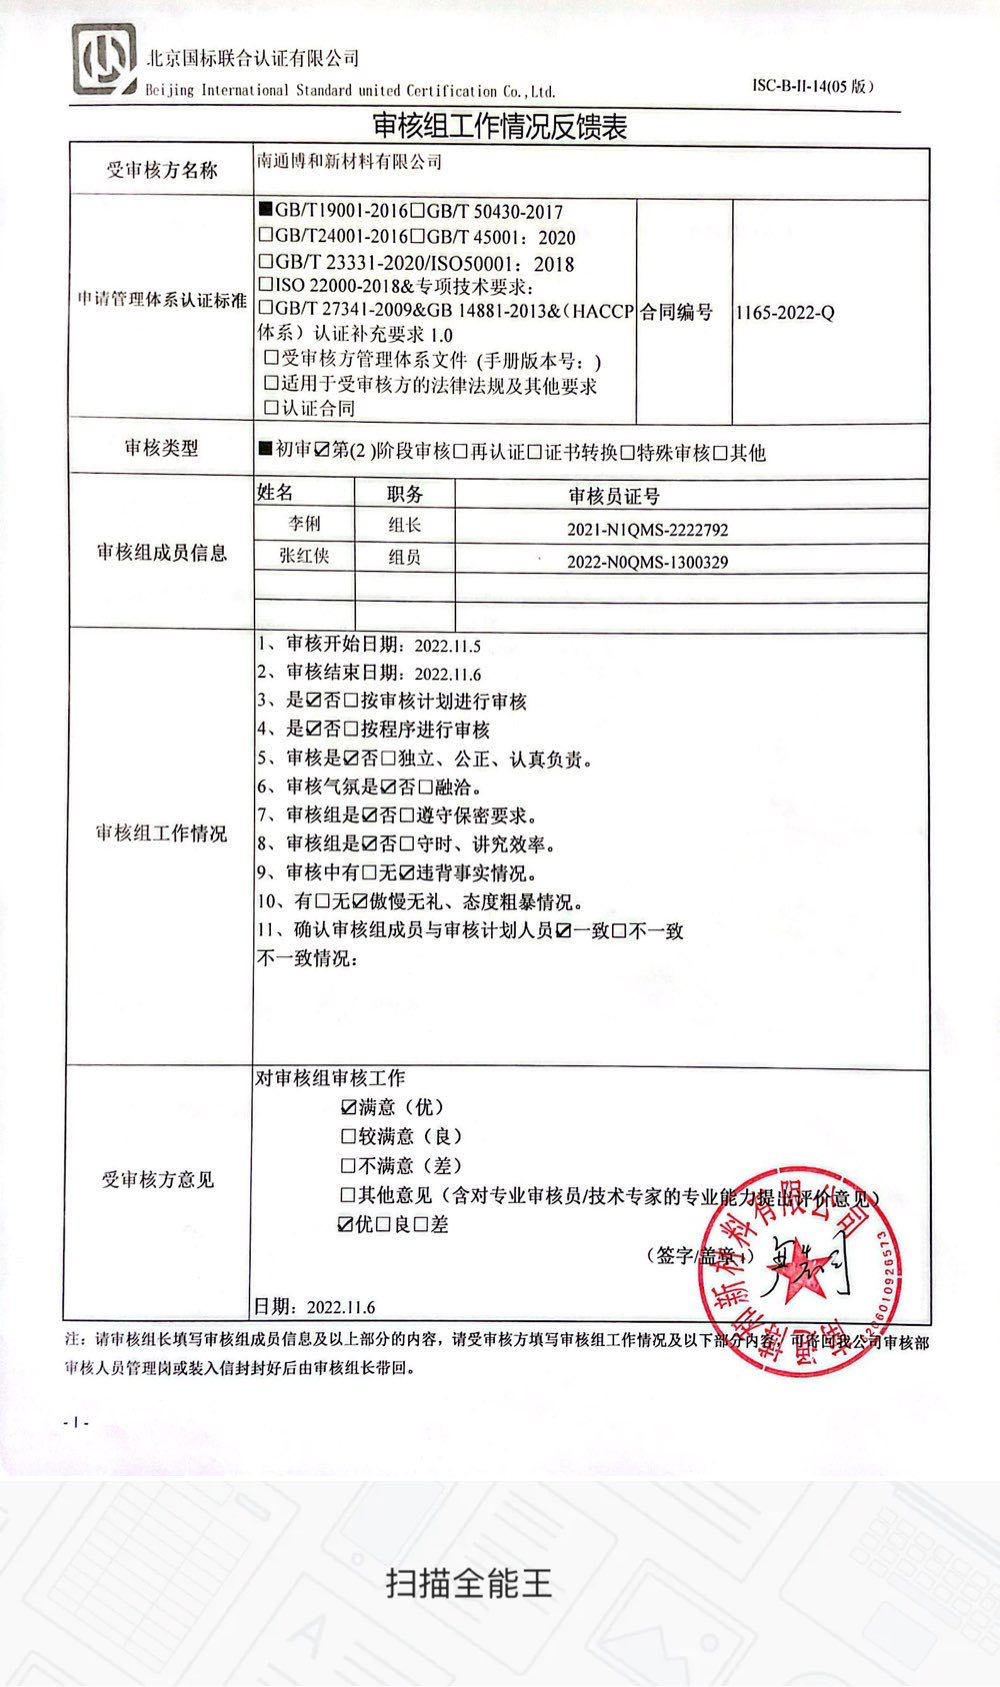 北京国标联合认证有限公司
Beijing International Standard united Certification Co.,Ltd.
ISC-B-II-14(05 版)
审核组工作情况反馈表
受审核方名称
南通博和新材料有限公司
申请管理体系认证标准
■GB/T19001-2016□GB/T 50430-2017
□GB/T24001-2016□GB/T 45001：2020
□GB/T 23331-2020/ISO50001：2018
□ISO 22000-2018&专项技术要求:
□GB/T 27341-2009&GB 14881-2013&（HACCP
体系）认证补充要求 1.0
□受审核方管理体系文件 (手册版本号：)
□适用于受审核方的法律法规及其他要求
□认证合同
合同编号
1165-2022-Q
审核类型
■初审☑第(2 )阶段审核□再认证□证书转换□特殊审核□其他
审核组成员信息
姓名 职务 审核员证号
李俐 组长 2021-N1QMS-2222792
张红侠 组员 2022-N0QMS-1300329
审核组工作情况
1、审核开始日期：2022.11.5
2、审核结束日期：2022.11.6
3、是☑否□按审核计划进行审核
4、是☑否□按程序进行审核
5、审核是☑否□独立、公正、认真负责。
6、审核气氛是☑否□融洽。
7、审核组是☑否□遵守保密要求。
8、审核组是☑否□守时、讲究效率。
9、审核中有□无☑违背事实情况。
10、有□无☑傲慢无礼、态度粗暴情况。
11、确认审核组成员与审核计划人员☑一致□不一致
不一致情况：
受审核方意见
对审核组审核工作
☑满意（优）
□较满意（良）
□不满意（差）
□其他意见（含对专业审核员/技术专家的专业能力提出评价意见）
☑优□良□差
（签字/盖章）
日期：2022.11.6
南通博和新材料有限公司
注：请审核组长填写审核组成员信息及以上部分的内容，请受审核方填写审核组工作情况及以下部分内容，可将回我公司审核部
审核人员管理岗或装入信封封好后由审核组长带回。
- 1 -
扫描全能王